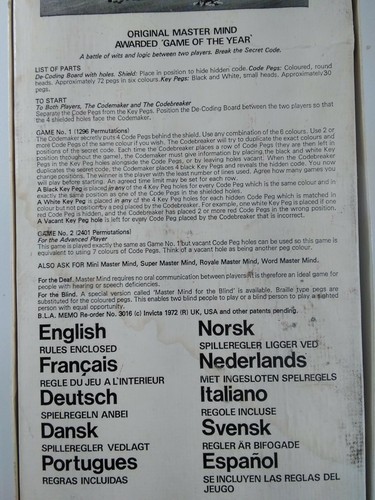 ORIGINAL MASTER MIND
AWARDED 'GAME OF THE YEAR'
A battle of wits and logic between two players. Break the Secret Code.
LIST OF PARTS
De-Coding Board with holes. Shield: Place in position to hide hidden code. Code Pegs: Coloured, round
heads. Approximately 72 pegs in six colours. Key Pegs: Black and White, small heads. Approximately 30
pegs.
TO START
To Both Players, The Codemaker and The Codebreaker
Separate the Code Pegs from the Key Pegs. Position the De-Coding Board between the two players so that
the 4 shielded holes face the Codemaker.
GAME No. 1 (1296 Permutations)
The Codemaker secretly puts 4 Code Pegs behind the shield. Use any combination of the 6 colours. Use 2 or
more Code Pegs of the same colour if you wish. The Codebreaker will try to duplicate the exact colours and
positions of the secret code. Each time the Codebreaker places a row of Code Pegs (they are then left in
position throughout the game), the Codemaker must give information by placing the black and white Key
Pegs in the Key Peg holes alongside the Code Pegs, or by leaving holes vacant. When the Codebreaker
duplicates the secret code, the Codemaker places 4 black Key Pegs and reveals the hidden code. You now
change positions. The winner is the player with the least number of lines used. Agree how many games you
will play before starting. A time limit may be set for each row.
A Black Key Peg is placed in any of the 4 Key Peg holes for every Code Peg which is the same colour and in
exactly the same position as one of the Code Pegs in the shielded holes.
A White Key Peg is placed in any of the 4 Key Peg holes for each hidden Code Peg which is matched in
colour but not position by a peg placed by the Codebreaker. For example, one white Key Peg is placed if one
red Code Peg is hidden, and the Codebreaker has placed 2 or more red Code Pegs in the wrong position.
A Vacant Key Peg hole is left for every Code Peg placed by the Codebreaker that is incorrect.
GAME No. 2 (2401 Permutations)
For the Advanced Player
This game is played exactly the same as Game No. 1 but vacant Code Peg holes can be used so this game is
equivalent to using 7 colours of Code Pegs. Think of a vacant hole as being another peg colour.
ALSO ASK FOR Mini Master Mind, Super Master Mind, Royale Master Mind, Word Master Mind.
For the Deaf. Master Mind requires no oral communication between players. It is therefore an ideal game for
people with hearing or speech deficiencies.
For the Blind. A special version called 'Master Mind for the Blind' is available. Braille type pegs are
substituted for the coloured pegs. This enables two blind people to play or a blind person to play a sighted
person with equal opportunity.
B.L.A. MEMO Re-order No. 3016 (c) Invicta 1972 (R) UK, USA and other patents pending.
English
RULES ENCLOSED
Français
REGLE DU JEU A L'INTERIEUR
Deutsch
SPIELREGELN ANBEI
Dansk
SPILLEREGLER VEDLAGT
Portugues
REGRAS INCLUIDAS
Norsk
SPILLEREGLER LIGGER VED
Nederlands
MET INGESLOTEN SPELREGELS
Italiano
REGOLE INCLUSE
Svensk
REGLER ÄR BIFOGADE
Español
SE INCLUYEN LAS REGLAS DEL
JEUGO